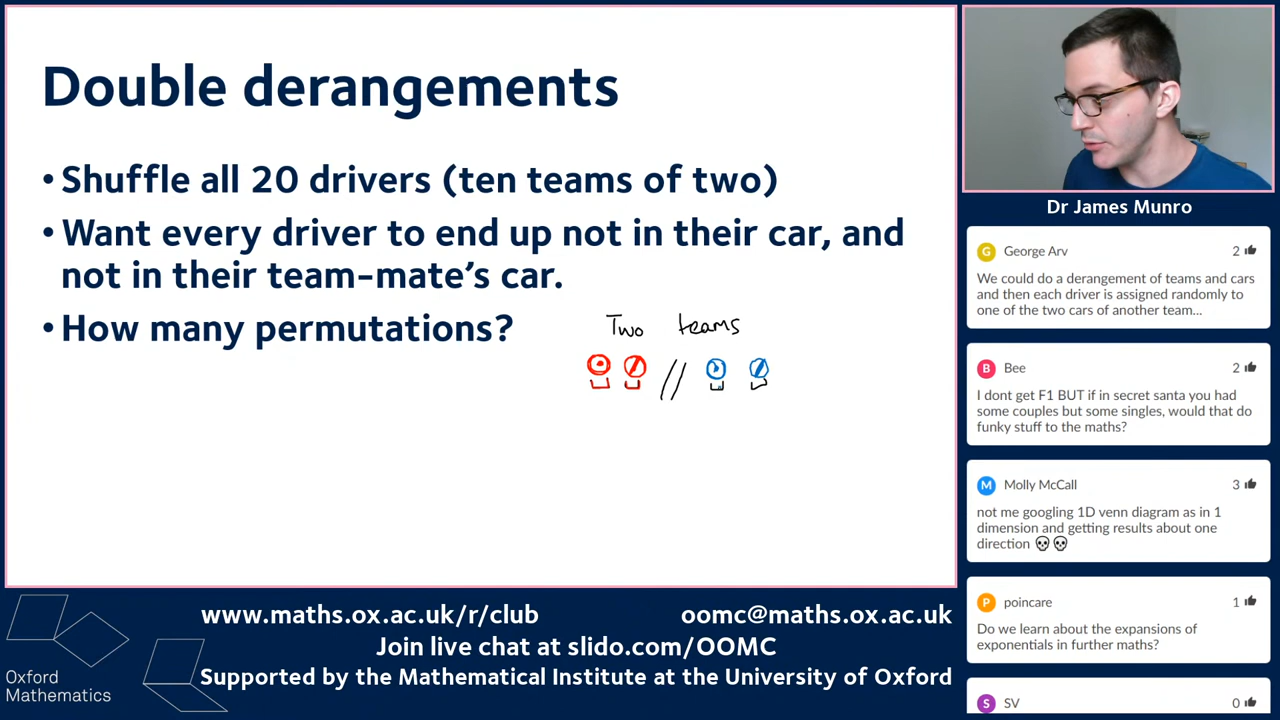 Double derangements
• Shuffle all 20 drivers (ten teams of two)
• Want every driver to end up not in their car, and
not in their team-mate's car.
• How many permutations?
Two teams
Dr James Munro
G George Arv 2
We could do a derangement of teams and cars
and then each driver is assigned randomly to
one of the two cars of another team...
B Bee 2
I dont get F1 BUT if in secret santa you had
some couples but some singles, would that do
funky stuff to the maths?
M Molly McCall 3
not me googling 1D venn diagram as in 1
dimension and getting results about one
direction 💀💀
P poincare 1
Do we learn about the expansions of
exponentials in further maths?
S SV 0
Oxford
Mathematics
www.maths.ox.ac.uk/r/club oomc@maths.ox.ac.uk
Join live chat at slido.com/OOMC
Supported by the Mathematical Institute at the University of Oxford